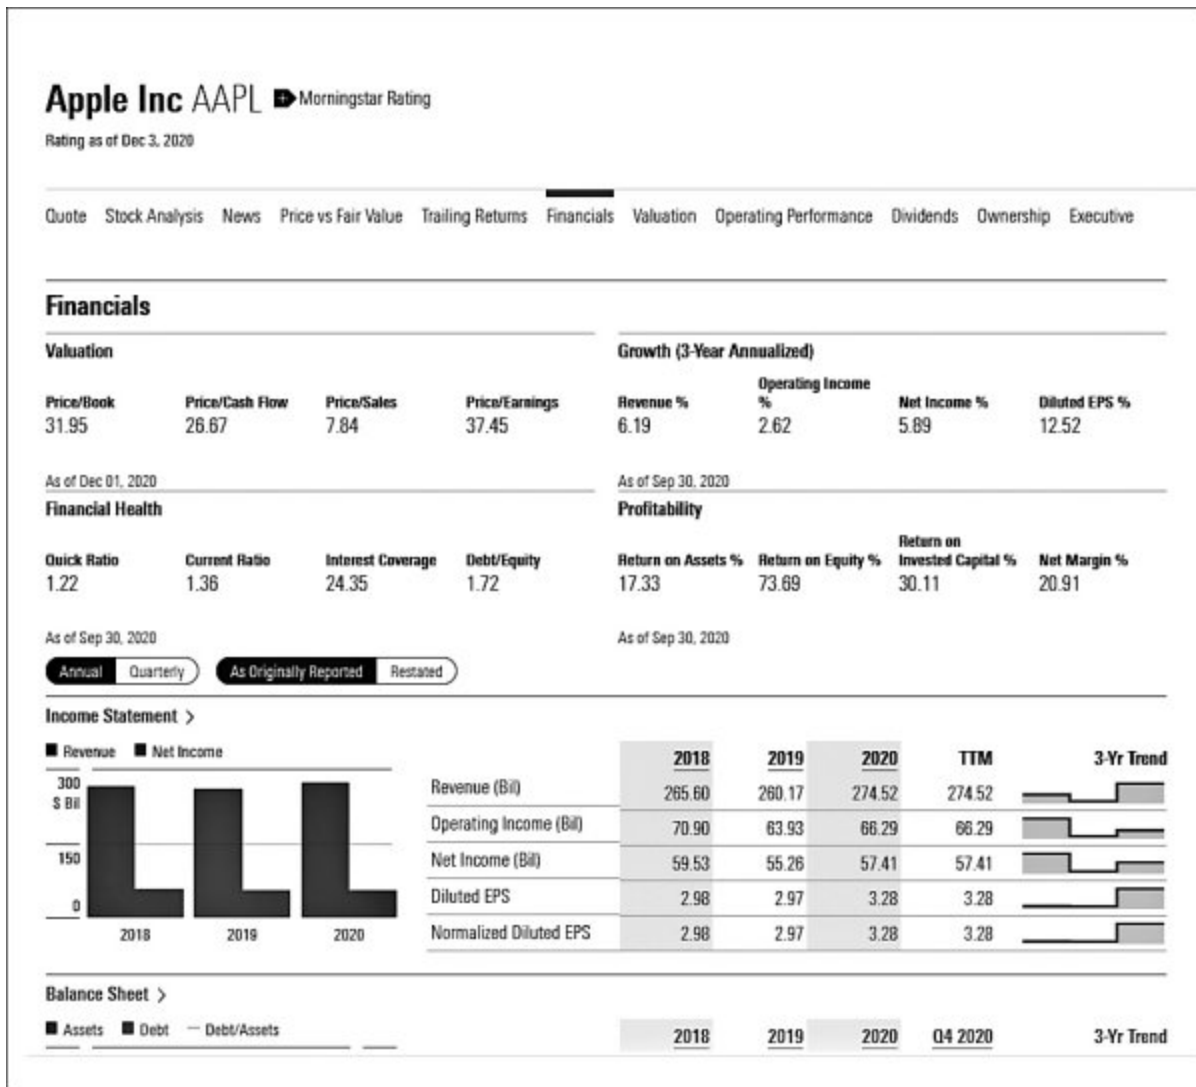 Apple Inc AAPL Morningstar Rating
Rating as of Dec 3, 2020
Quote Stock Analysis News Price vs Fair Value Trailing Returns Financials Valuation Operating Performance Dividends Ownership Executive
Financials
Valuation
Price/Book Price/Cash Flow Price/Sales Price/Earnings
31.95 26.67 7.84 37.45
As of Dec 01, 2020
Growth (3-Year Annualized)
Revenue % Operating Income % Net Income % Diluted EPS %
6.19 2.62 5.89 12.52
As of Sep 30, 2020
Financial Health
Quick Ratio Current Ratio Interest Coverage Debt/Equity
1.22 1.36 24.35 1.72
As of Sep 30, 2020
Profitability
Return on Assets % Return on Equity % Return on Invested Capital % Net Margin %
17.33 73.69 30.11 20.91
As of Sep 30, 2020
Annual Quarterly As Originally Reported Restated
Income Statement >
Revenue Net Income
300
$ Bil
150
0
2018 2019 2020
2018 2019 2020 TTM 3-Yr Trend
Revenue (Bil) 265.60 260.17 274.52 274.52
Operating Income (Bil) 70.90 63.93 66.29 66.29
Net Income (Bil) 59.53 55.26 57.41 57.41
Diluted EPS 2.98 2.97 3.28 3.28
Normalized Diluted EPS 2.98 2.97 3.28 3.28
Balance Sheet >
Assets Debt — Debt/Assets
2018 2019 2020 Q4 2020 3-Yr Trend